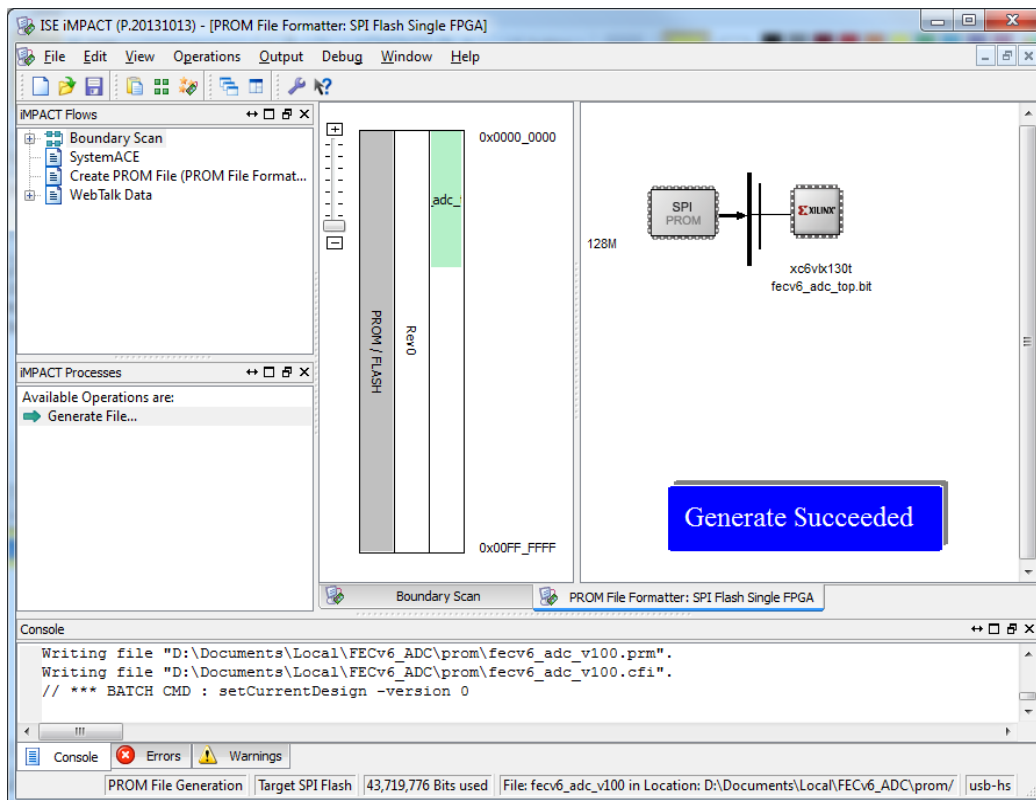 ISE iMPACT (P.20131013) - [PROM File Formatter: SPI Flash Single FPGA]
File Edit View Operations Output Debug Window Help
iMPACT Flows
Boundary Scan
SystemACE
Create PROM File (PROM File Format...
WebTalk Data
iMPACT Processes
Available Operations are:
Generate File...
PROM / FLASH
Rev0
_adc_
0x0000_0000
0x00FF_FFFF
128M
SPI
PROM
XILINX
xc6vlx130t
fecv6_adc_top.bit
Generate Succeeded
Boundary Scan
PROM File Formatter: SPI Flash Single FPGA
Console
Writing file "D:\Documents\Local\FECv6_ADC\prom\fecv6_adc_v100.prm".
Writing file "D:\Documents\Local\FECv6_ADC\prom\fecv6_adc_v100.cfi".
// *** BATCH CMD : setCurrentDesign -version 0
Console Errors Warnings
PROM File Generation Target SPI Flash 43,719,776 Bits used File: fecv6_adc_v100 in Location: D:\Documents\Local\FECv6_ADC\prom/ usb-hs